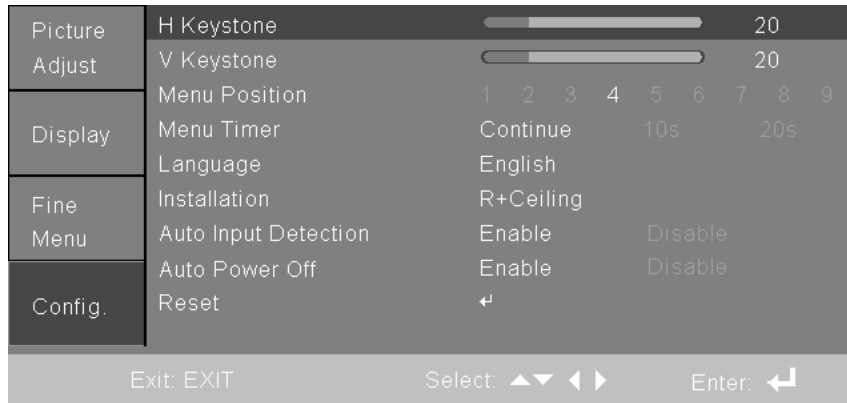 Picture
Adjust
Display
Fine
Menu
Config.
H Keystone 20
V Keystone 20
Menu Position 1 2 3 4 5 6 7 8 9
Menu Timer Continue 10s 20s
Language English
Installation R+Ceiling
Auto Input Detection Enable Disable
Auto Power Off Enable Disable
Reset ↵
Exit: EXIT Select: ▲▼ ◀ ▶ Enter: ↵